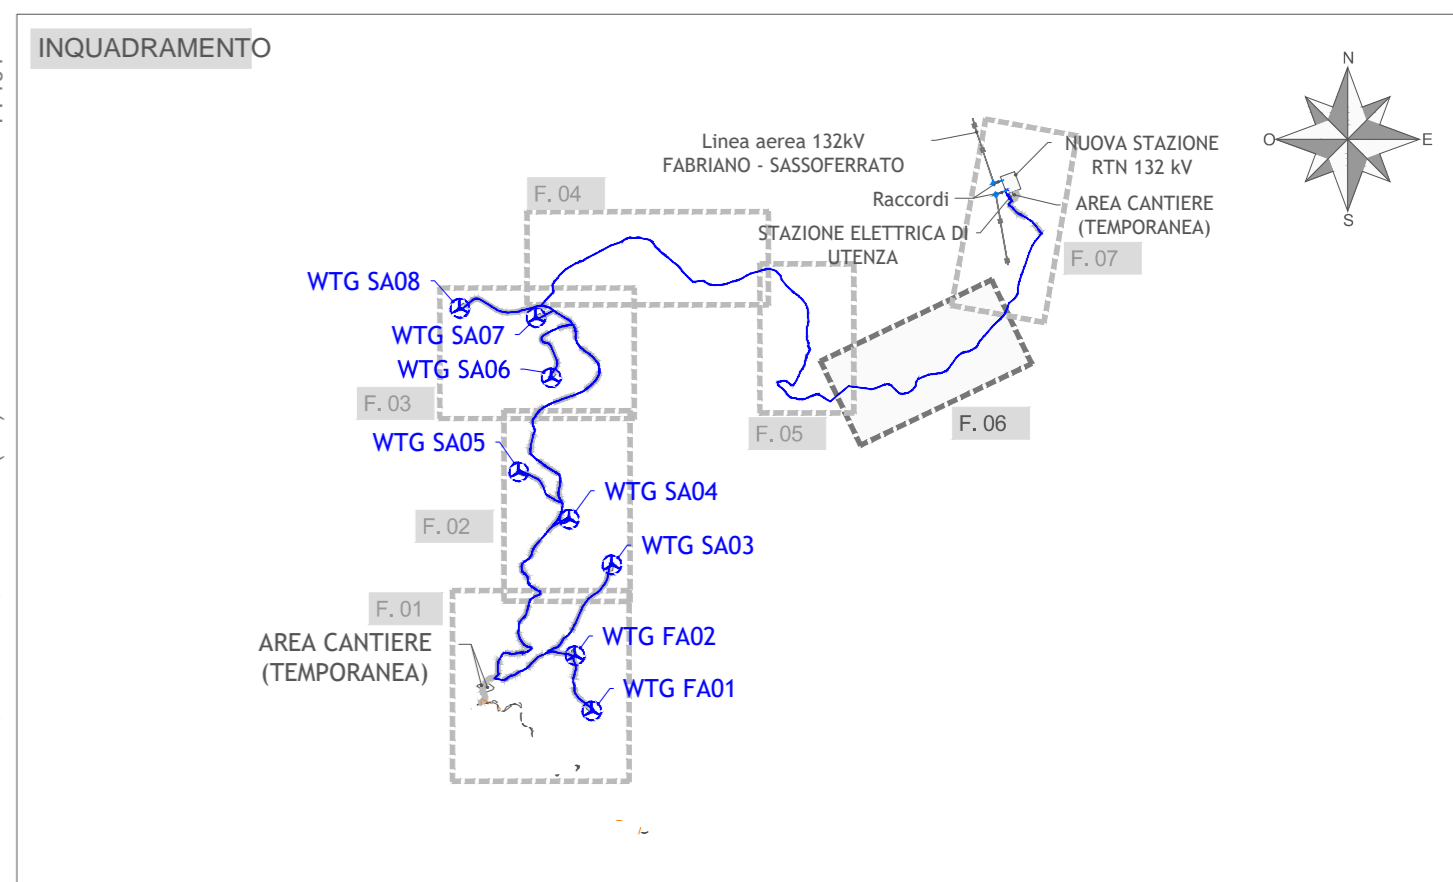 INQUADRAMENTO
N
O
E
S
Linea aerea 132kV
FABRIANO - SASSOFERRATO
NUOVA STAZIONE
RTN 132 kV
Raccordi
AREA CANTIERE
(TEMPORANEA)
STAZIONE ELETTRICA DI
UTENZA
F. 04
F. 07
WTG SA08
WTG SA07
WTG SA06
F. 03
F. 05
F. 06
WTG SA05
WTG SA04
F. 02
WTG SA03
F. 01
AREA CANTIERE
(TEMPORANEA)
WTG FA02
WTG FA01